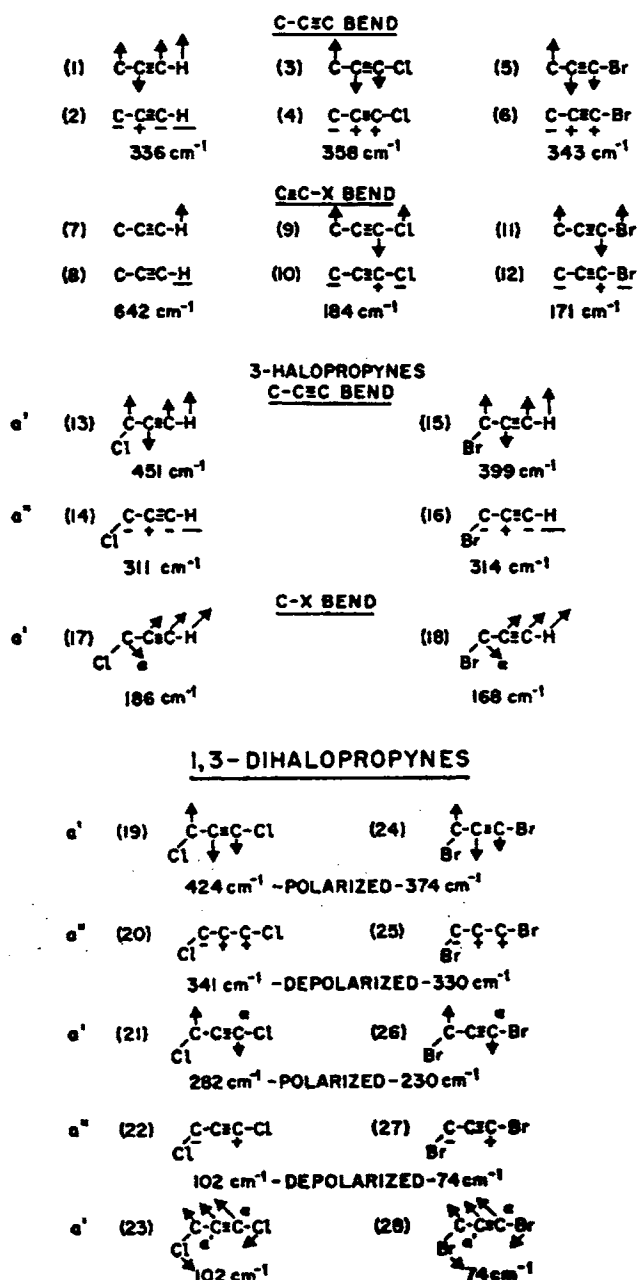 C-C≡C BEND
(1) C-C≡C-H (3) C-C≡C-Cl (5) C-C≡C-Br
(2) C-C≡C-H (4) C-C≡C-Cl (6) C-C≡C-Br
- + - - - + + - + +
336 cm⁻¹ 358 cm⁻¹ 343 cm⁻¹
C≡C-X BEND
(7) C-C≡C-H (9) C-C≡C-Cl (11) C-C≡C-Br
(8) C-C≡C-H (10) C-C≡C-Cl (12) C-C≡C-Br
- - + - - + -
642 cm⁻¹ 184 cm⁻¹ 171 cm⁻¹
3-HALOPROPYNES
C-C≡C BEND
a' (13) C-C≡C-H (15) C-C≡C-H
Cl Br
451 cm⁻¹ 399 cm⁻¹
a" (14) C-C≡C-H (16) C-C≡C-H
Cl - + - - Br - + - -
311 cm⁻¹ 314 cm⁻¹
C-X BEND
a' (17) C-C≡C-H (18) C-C≡C-H
Cl α Br α
186 cm⁻¹ 168 cm⁻¹
1,3-DIHALOPROPYNES
a' (19) C-C≡C-Cl (24) C-C≡C-Br
Cl Br
424 cm⁻¹ -POLARIZED-374 cm⁻¹
a" (20) C-C-C-Cl (25) C-C-C-Br
Cl - + + Br - + +
341 cm⁻¹ -DEPOLARIZED-330 cm⁻¹
a' (21) C-C≡C-Cl α (26) C-C≡C-Br α
Cl Br
282 cm⁻¹ -POLARIZED-230 cm⁻¹
a" (22) C-C≡C-Cl (27) C-C≡C-Br
Cl - + Br - +
102 cm⁻¹ -DEPOLARIZED-74 cm⁻¹
a' (23) C-C≡C-Cl α (28) C-C≡C-Br α
Cl α' Br α'
102 cm⁻¹ 74 cm⁻¹